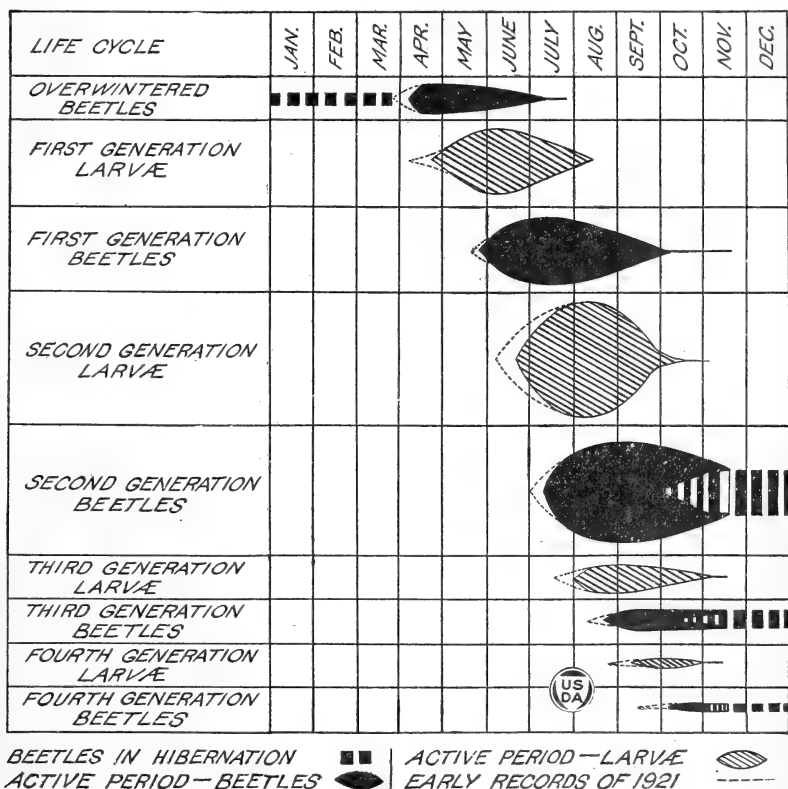 LIFE CYCLE
JAN.
FEB.
MAR.
APR.
MAY
JUNE
JULY
AUG.
SEPT.
OCT.
NOV.
DEC.
OVERWINTERED
BEETLES
FIRST GENERATION
LARVÆ
FIRST GENERATION
BEETLES
SECOND GENERATION
LARVÆ
SECOND GENERATION
BEETLES
THIRD GENERATION
LARVÆ
THIRD GENERATION
BEETLES
FOURTH GENERATION
LARVÆ
FOURTH GENERATION
BEETLES
US
DA
BEETLES IN HIBERNATION
ACTIVE PERIOD—BEETLES
ACTIVE PERIOD—LARVÆ
EARLY RECORDS OF 1921